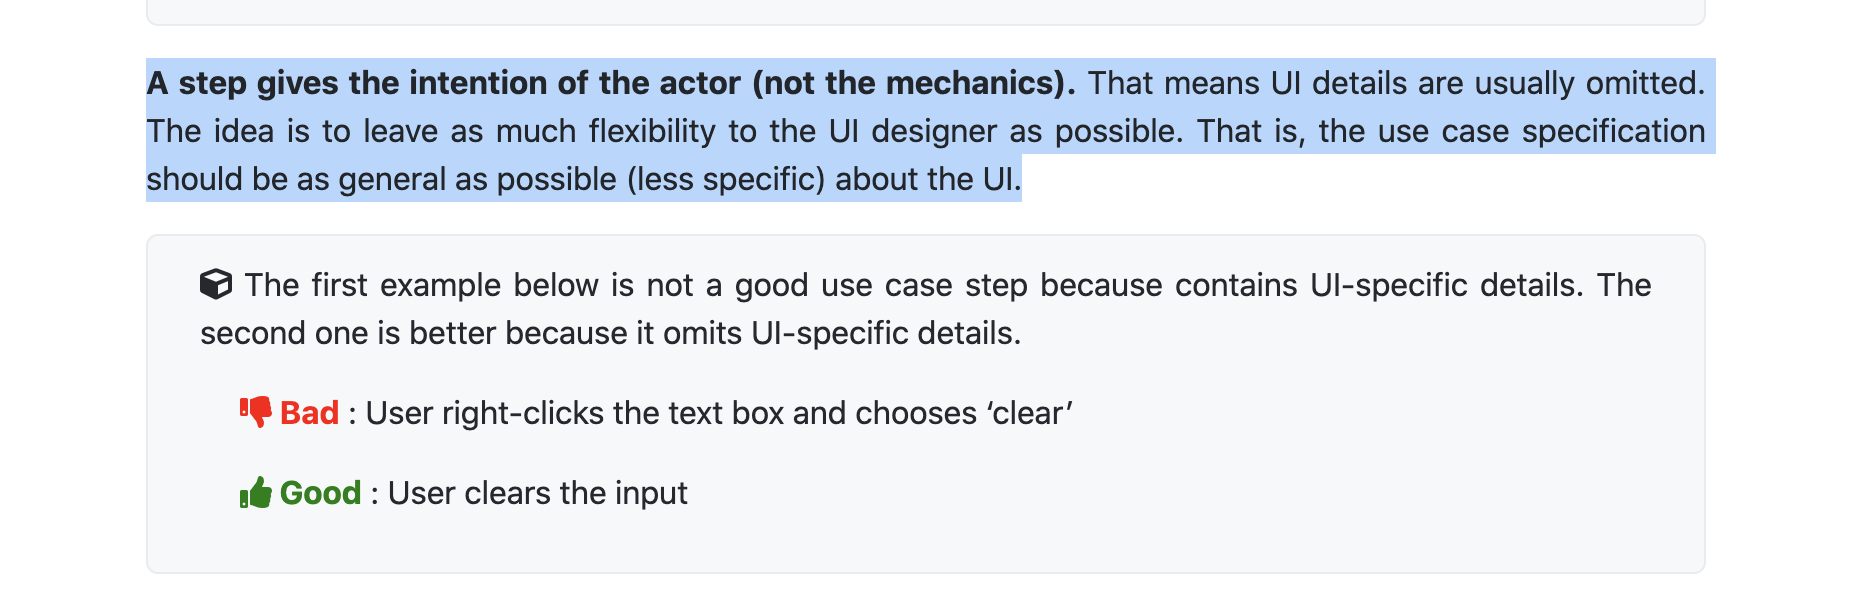 A step gives the intention of the actor (not the mechanics). That means UI details are usually omitted.
The idea is to leave as much flexibility to the UI designer as possible. That is, the use case specification
should be as general as possible (less specific) about the UI.
The first example below is not a good use case step because contains UI-specific details. The
second one is better because it omits UI-specific details.
Bad : User right-clicks the text box and chooses ‘clear’
Good : User clears the input